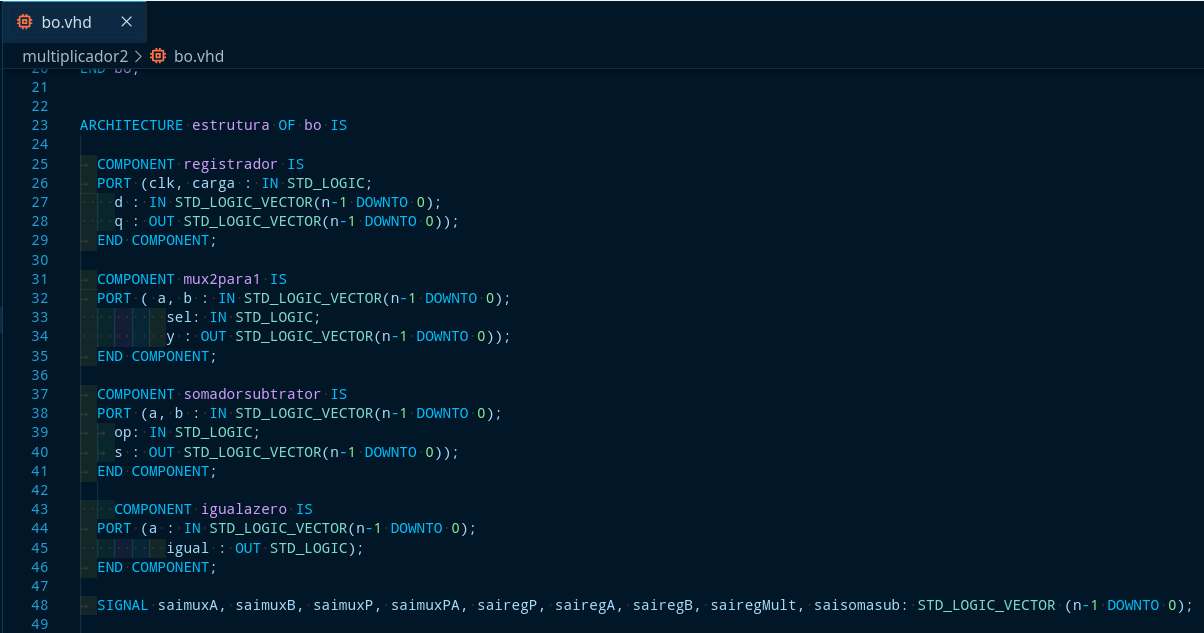 bo.vhd
multiplicador2 > bo.vhd
20 END bo;
21
22
23 ARCHITECTURE estrutura OF bo IS
24
25 COMPONENT registrador IS
26 PORT (clk, carga : IN STD_LOGIC;
27 d : IN STD_LOGIC_VECTOR(n-1 DOWNTO 0);
28 q : OUT STD_LOGIC_VECTOR(n-1 DOWNTO 0));
29 END COMPONENT;
30
31 COMPONENT mux2para1 IS
32 PORT ( a, b : IN STD_LOGIC_VECTOR(n-1 DOWNTO 0);
33 sel: IN STD_LOGIC;
34 y : OUT STD_LOGIC_VECTOR(n-1 DOWNTO 0));
35 END COMPONENT;
36
37 COMPONENT somadorsubtrator IS
38 PORT (a, b : IN STD_LOGIC_VECTOR(n-1 DOWNTO 0);
39 op: IN STD_LOGIC;
40 s : OUT STD_LOGIC_VECTOR(n-1 DOWNTO 0));
41 END COMPONENT;
42
43 COMPONENT igualazero IS
44 PORT (a : IN STD_LOGIC_VECTOR(n-1 DOWNTO 0);
45 igual : OUT STD_LOGIC);
46 END COMPONENT;
47
48 SIGNAL saimuxA, saimuxB, saimuxP, saimuxPA, sairegP, sairegA, sairegB, sairegMult, saisomasub: STD_LOGIC_VECTOR (n-1 DOWNTO 0);
49